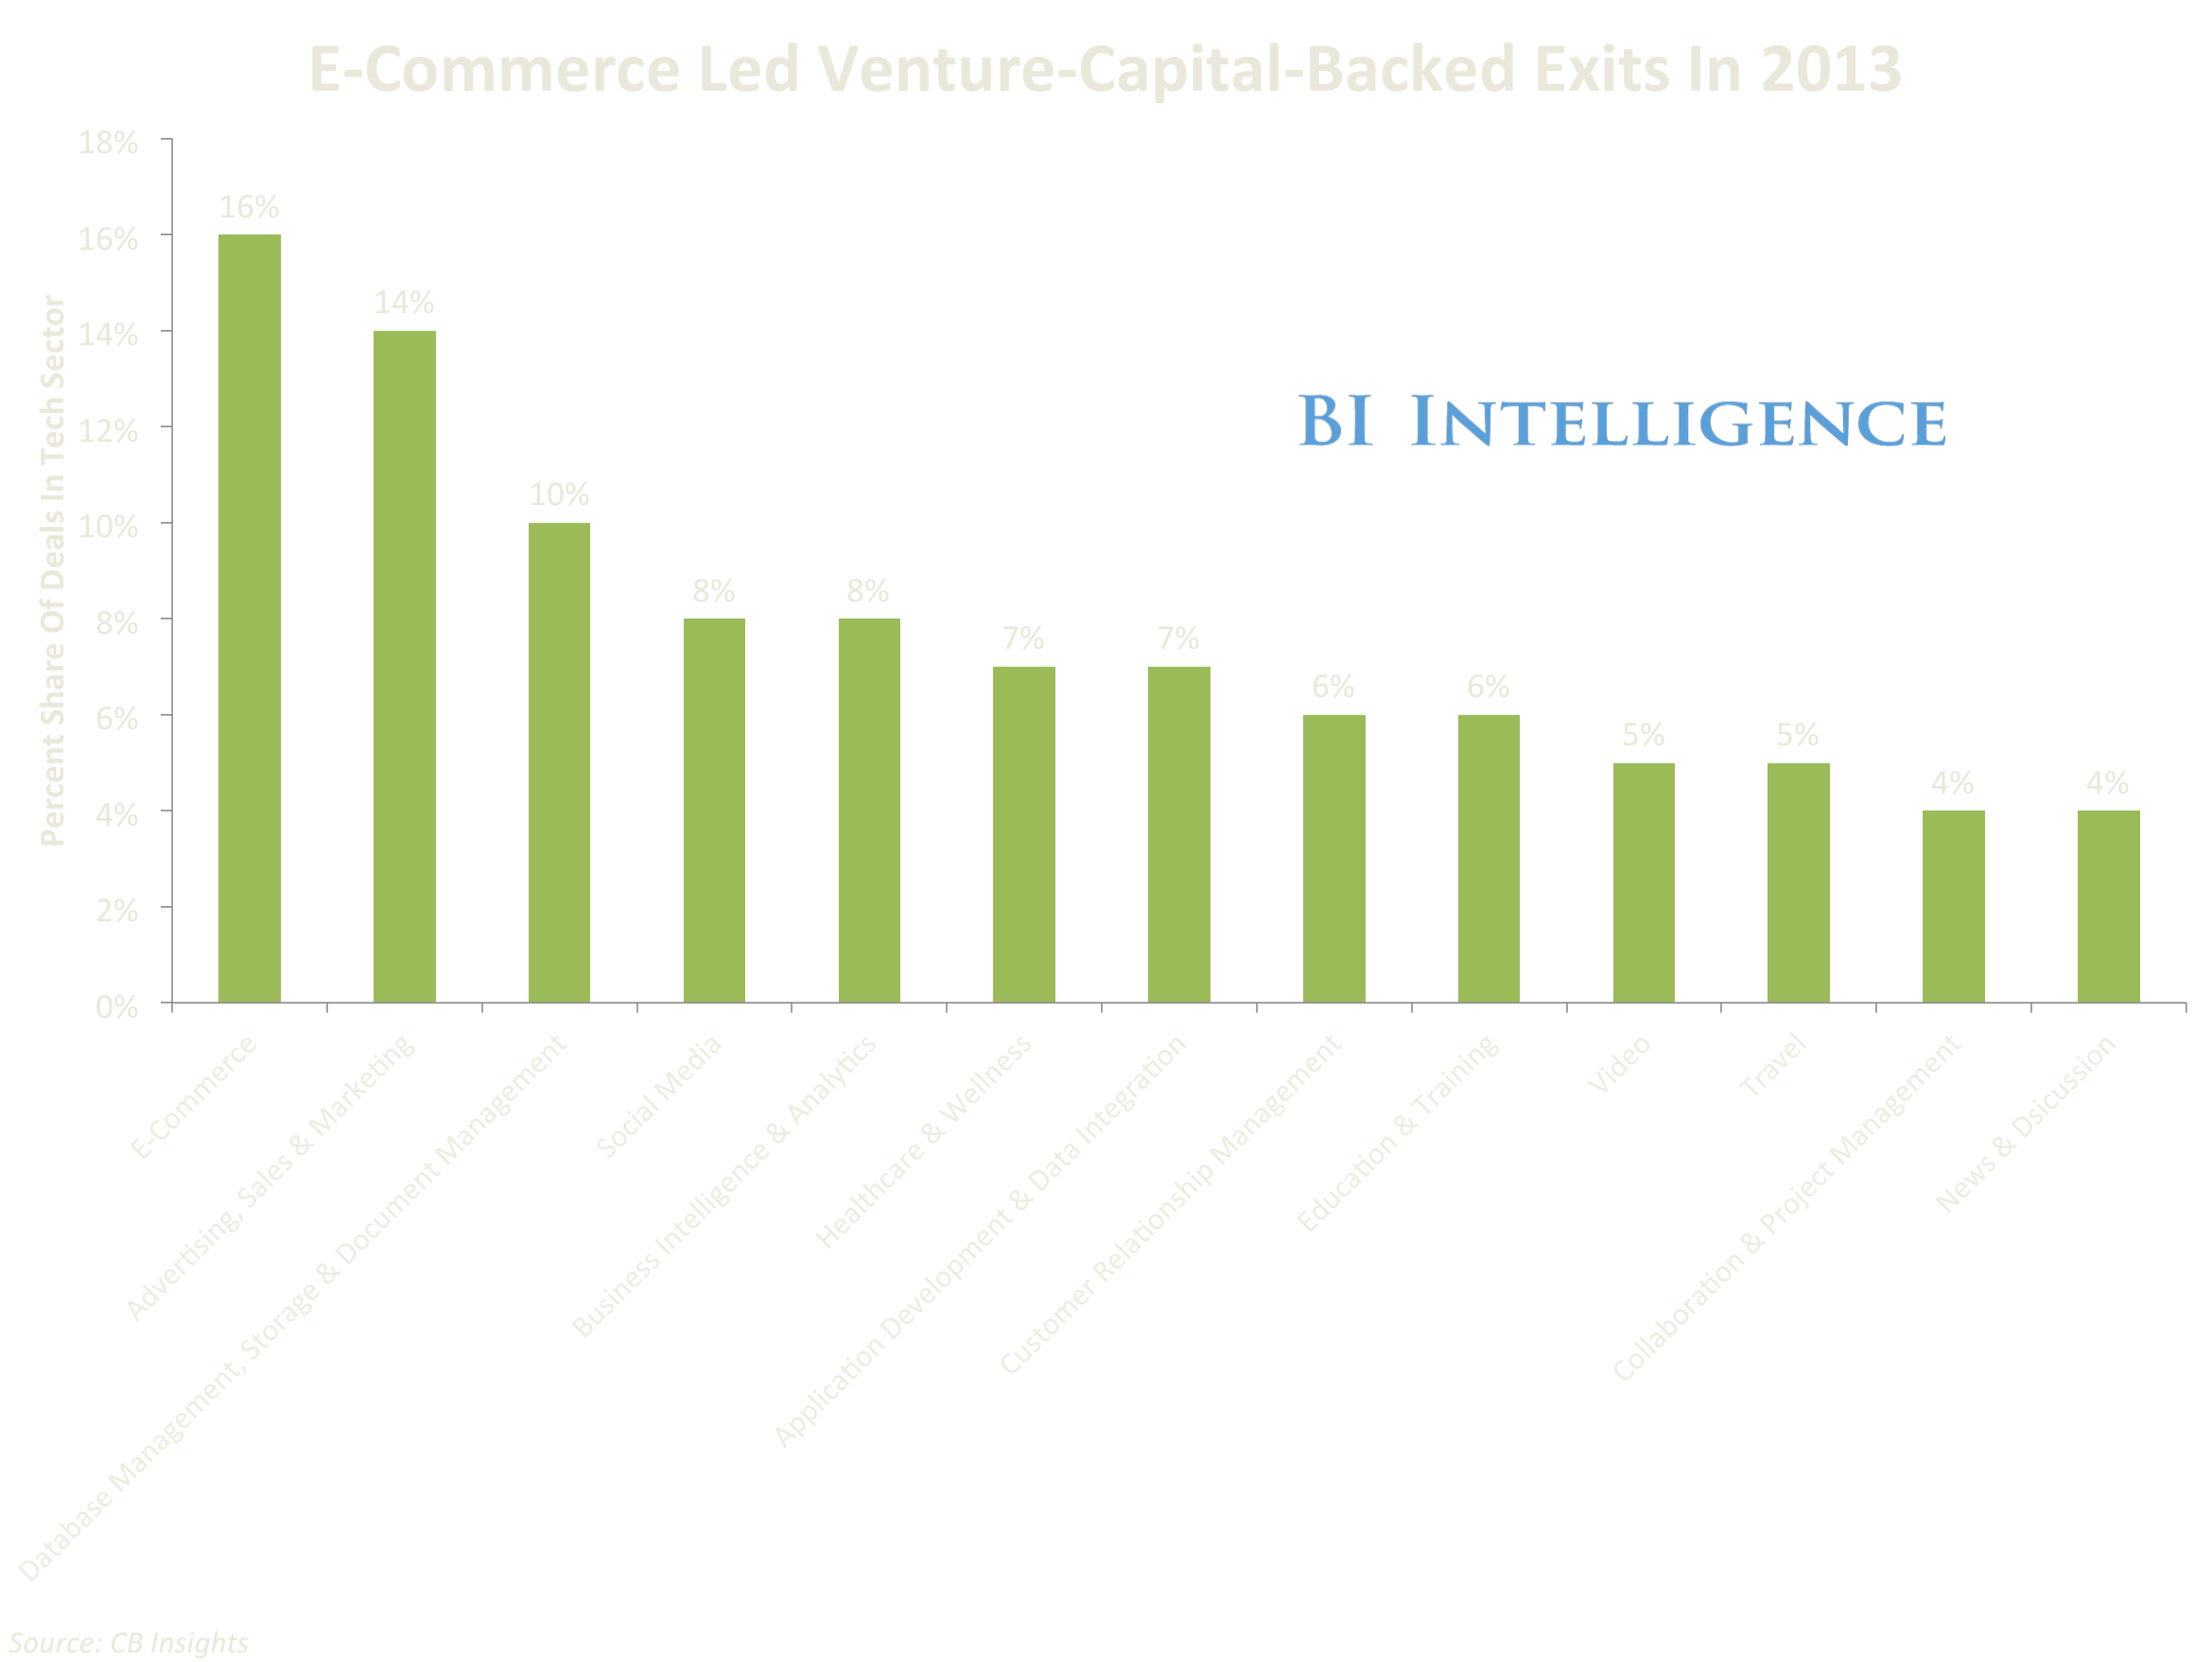 E-Commerce Led Venture-Capital-Backed Exits In 2013
Percent Share Of Deals In Tech Sector
18%
16%
14%
12%
10%
8%
6%
4%
2%
0%
16%
14%
10%
8%
8%
7%
7%
6%
6%
5%
5%
4%
4%
BI INTELLIGENCE
E-Commerce
Advertising, Sales & Marketing
Database Management, Storage & Document Management
Social Media
Business Intelligence & Analytics
Healthcare & Wellness
Application Development & Data Integration
Customer Relationship Management
Education & Training
Video
Travel
Collaboration & Project Management
News & Dsicussion
Source: CB Insights